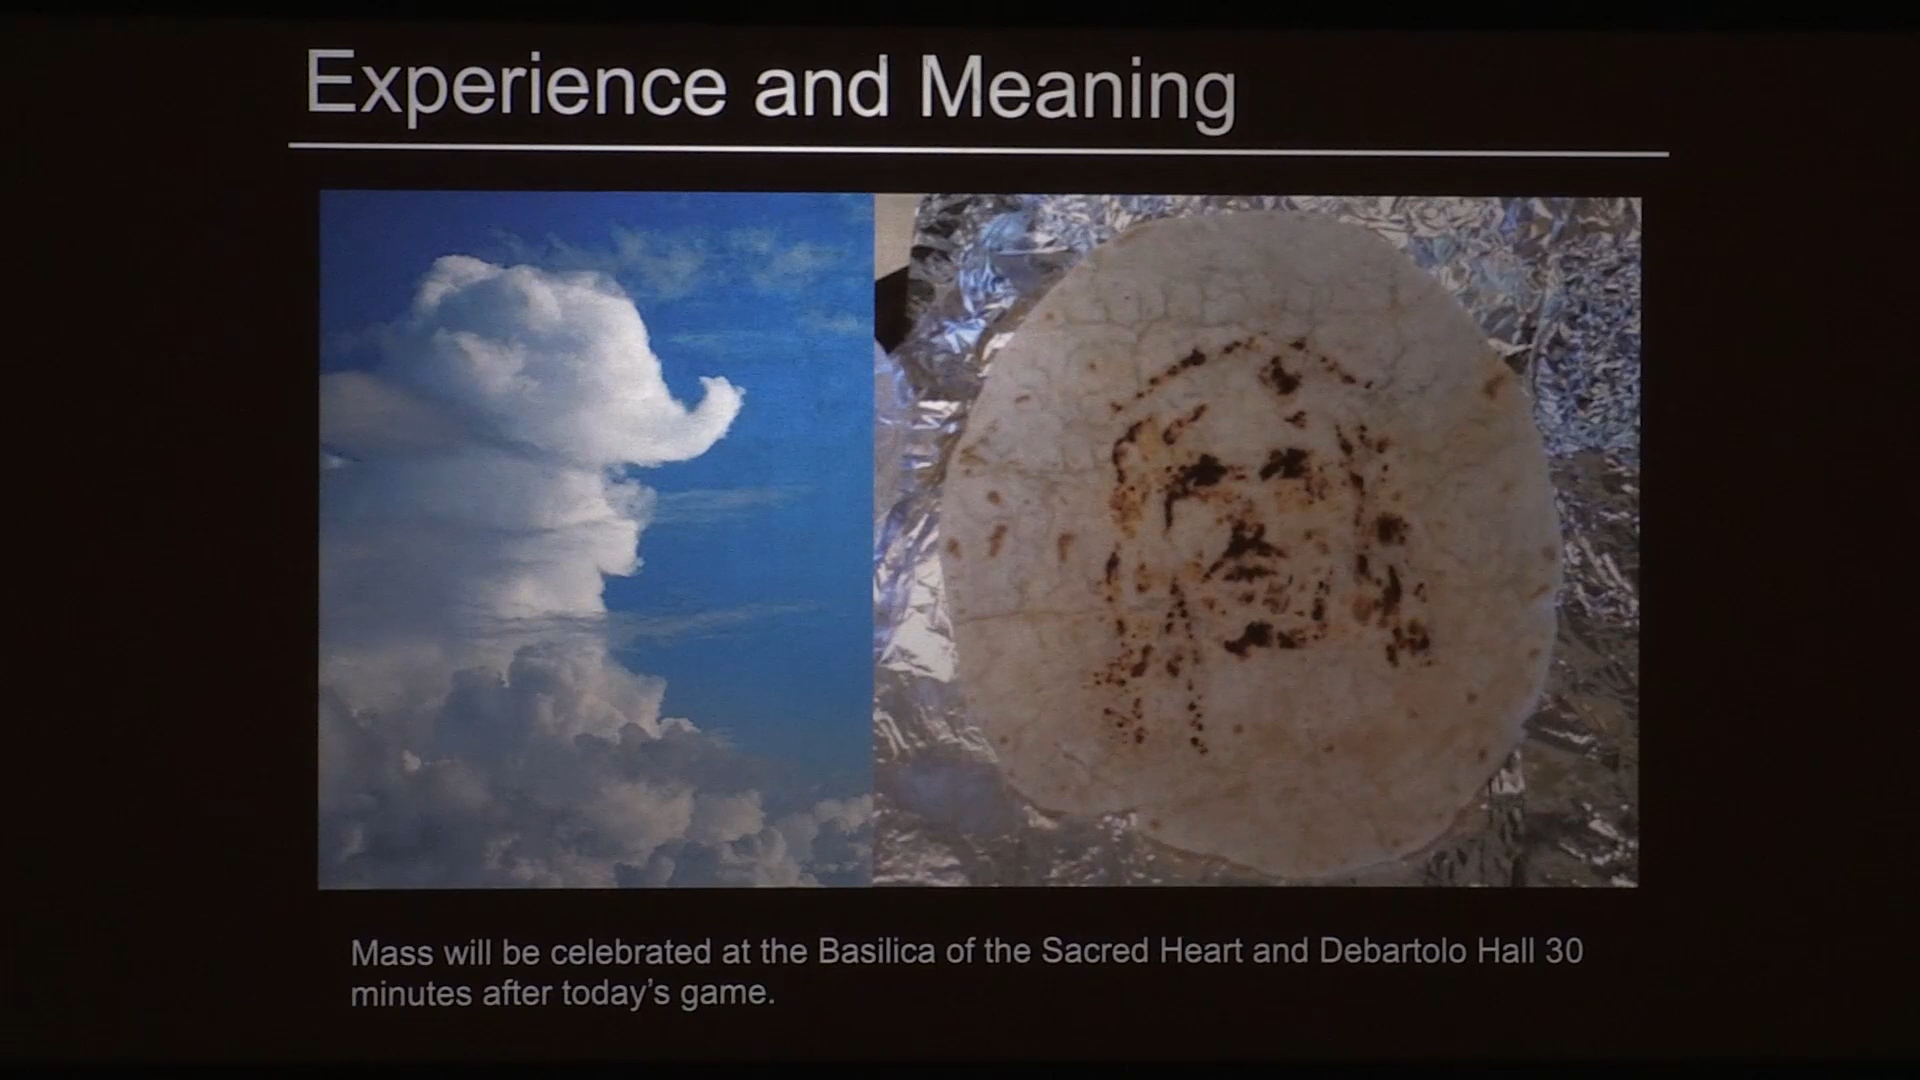 Experience and Meaning
Mass will be celebrated at the Basilica of the Sacred Heart and Debartolo Hall 30
minutes after today’s game.